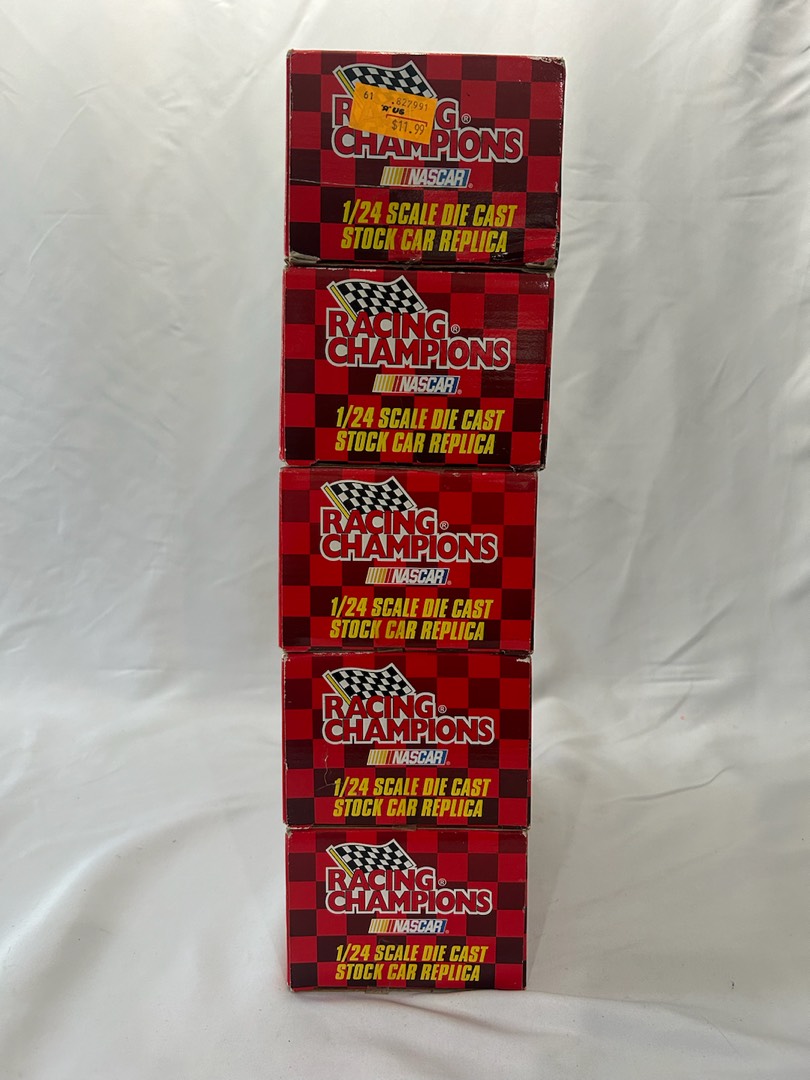 61 827991
"R" US
$11.99
R G®
CHAMPIONS
NASCAR®
1/24 SCALE DIE CAST
STOCK CAR REPLICA
RACING®
CHAMPIONS
NASCAR®
1/24 SCALE DIE CAST
STOCK CAR REPLICA
RACING®
CHAMPIONS
NASCAR®
1/24 SCALE DIE CAST
STOCK CAR REPLICA
RACING®
CHAMPIONS
NASCAR®
1/24 SCALE DIE CAST
STOCK CAR REPLICA
RACING®
CHAMPIONS
NASCAR®
1/24 SCALE DIE CAST
STOCK CAR REPLICA